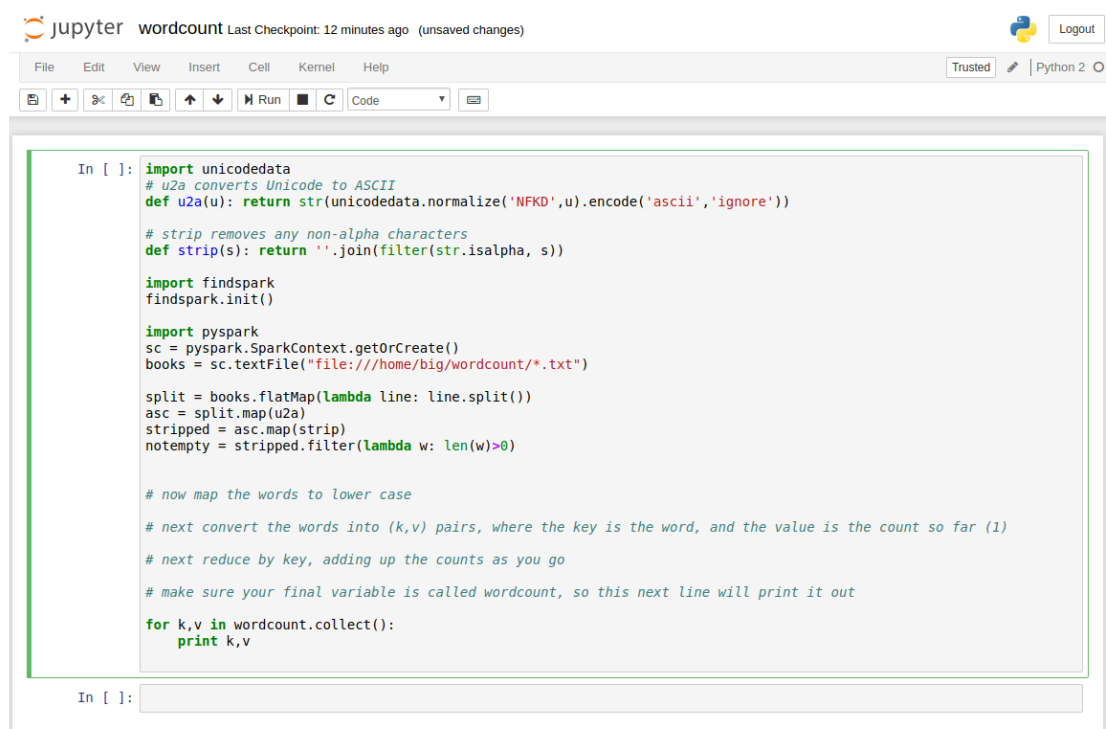 jupyter wordcount Last Checkpoint: 12 minutes ago (unsaved changes) Logout
File Edit View Insert Cell Kernel Help Trusted Python 2
Run Code
In [ ]: import unicodedata
# u2a converts Unicode to ASCII
def u2a(u): return str(unicodedata.normalize('NFKD',u).encode('ascii','ignore'))
# strip removes any non-alpha characters
def strip(s): return ''.join(filter(str.isalpha, s))
import findspark
findspark.init()
import pyspark
sc = pyspark.SparkContext.getOrCreate()
books = sc.textFile("file:///home/big/wordcount/*.txt")
split = books.flatMap(lambda line: line.split())
asc = split.map(u2a)
stripped = asc.map(strip)
notempty = stripped.filter(lambda w: len(w)>0)
# now map the words to lower case
# next convert the words into (k,v) pairs, where the key is the word, and the value is the count so far (1)
# next reduce by key, adding up the counts as you go
# make sure your final variable is called wordcount, so this next line will print it out
for k,v in wordcount.collect():
    print k,v
In [ ]: